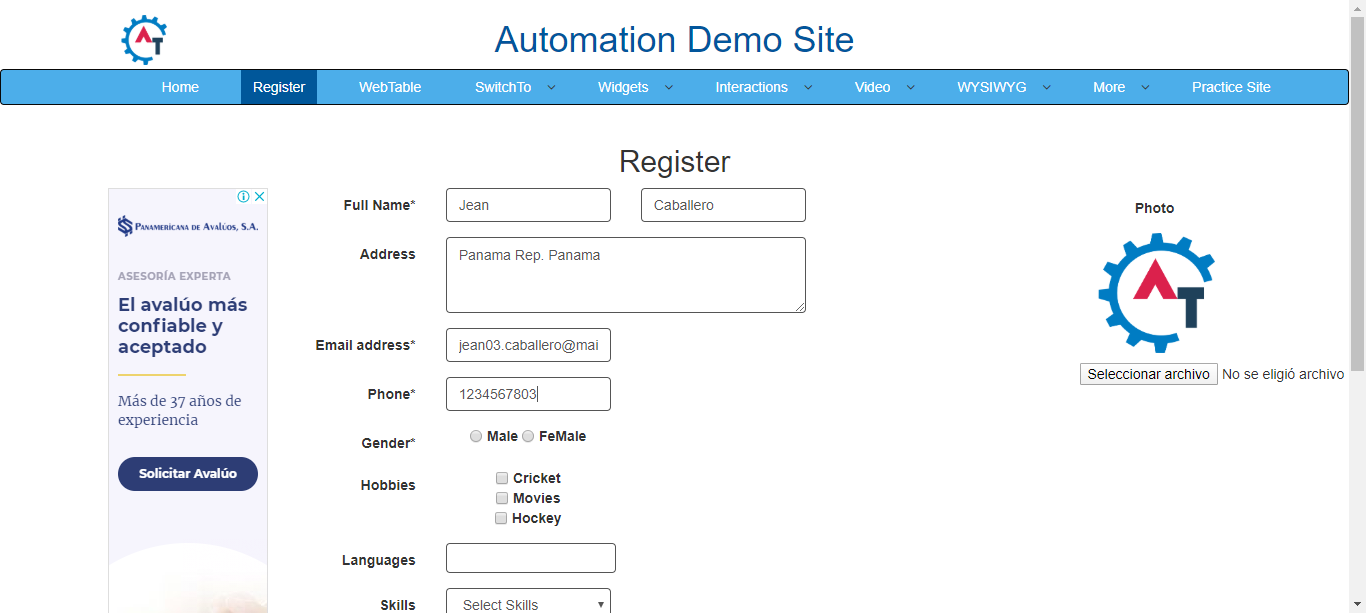 Automation Demo Site
Home Register WebTable SwitchTo Widgets Interactions Video WYSIWYG More Practice Site
Register
PANAMERICANA DE AVALÚOS, S.A.
ASESORÍA EXPERTA
El avalúo más
confiable y
aceptado
Más de 37 años de
experiencia
Solicitar Avalúo
Full Name* Jean Caballero
Address Panama Rep. Panama
Email address* jean03.caballero@mai
Phone* 1234567803
Gender* Male FeMale
Hobbies Cricket
Movies
Hockey
Languages
Skills Select Skills
Photo
AT
Seleccionar archivo No se eligió archivo